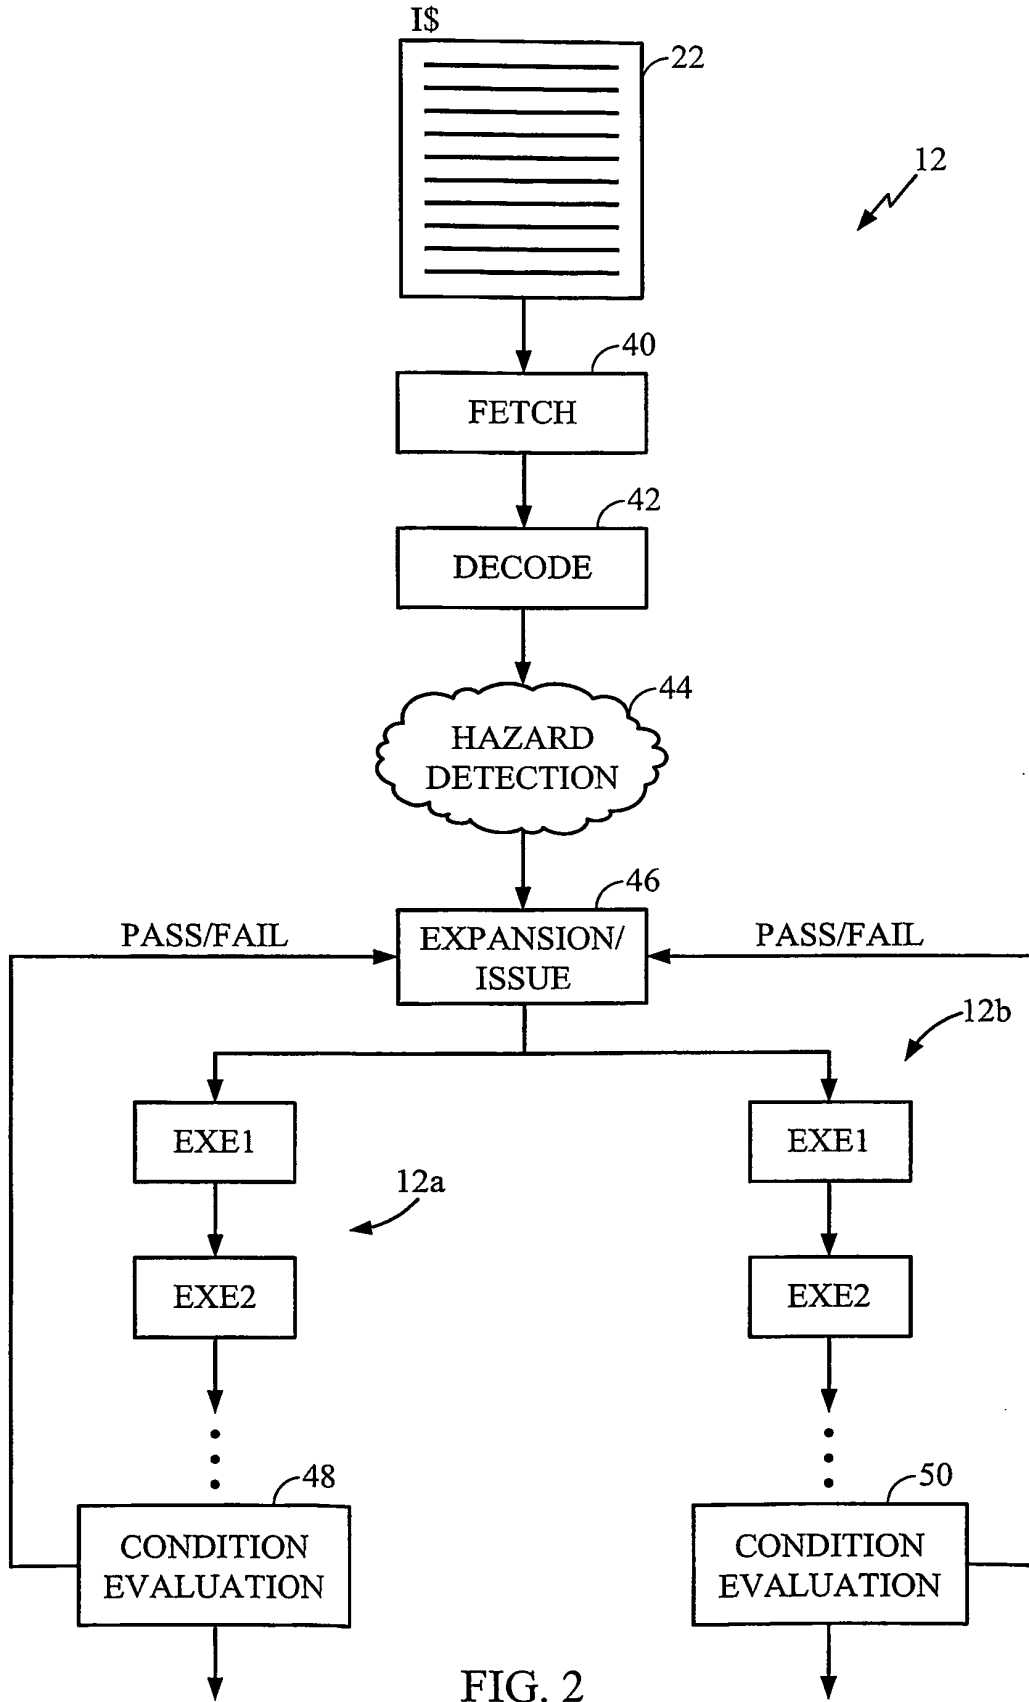 I$
22
12
40
FETCH
42
DECODE
44
HAZARD
DETECTION
46
PASS/FAIL
EXPANSION/
ISSUE
PASS/FAIL
12b
EXE1
EXE1
12a
EXE2
EXE2
48
50
CONDITION
EVALUATION
CONDITION
EVALUATION
FIG. 2